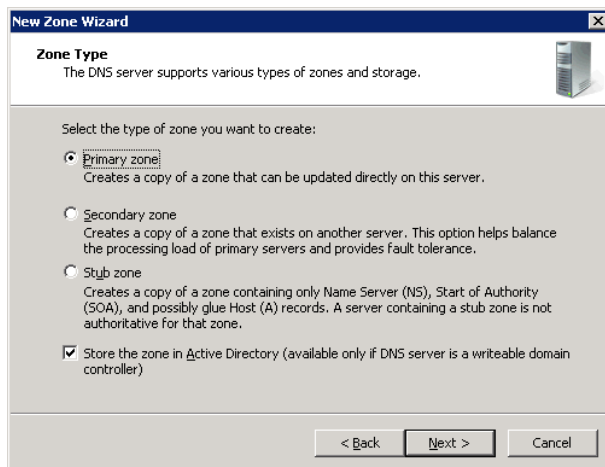 New Zone Wizard
Zone Type
The DNS server supports various types of zones and storage.
Select the type of zone you want to create:
Primary zone
Creates a copy of a zone that can be updated directly on this server.
Secondary zone
Creates a copy of a zone that exists on another server. This option helps balance
the processing load of primary servers and provides fault tolerance.
Stub zone
Creates a copy of a zone containing only Name Server (NS), Start of Authority
(SOA), and possibly glue Host (A) records. A server containing a stub zone is not
authoritative for that zone.
Store the zone in Active Directory (available only if DNS server is a writeable domain
controller)
< Back Next > Cancel